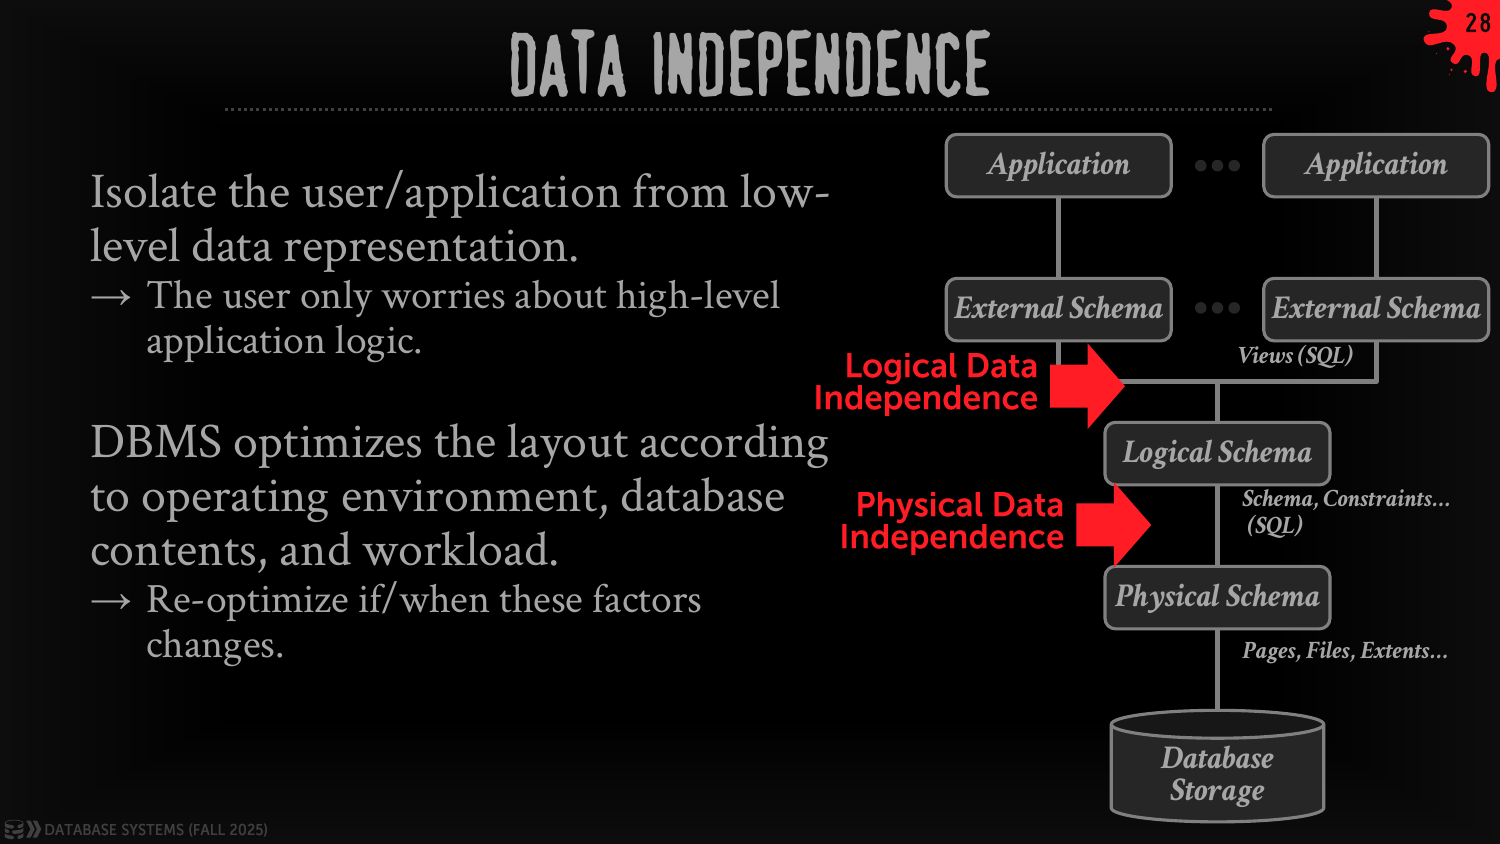 28
DATA INDEPENDENCE
Isolate the user/application from low-
level data representation.
→ The user only worries about high-level
application logic.
DBMS optimizes the layout according
to operating environment, database
contents, and workload.
→ Re-optimize if/when these factors
changes.
Application ••• Application
External Schema ••• External Schema
Views (SQL)
Logical Data
Independence
Logical Schema
Schema, Constraints...
(SQL)
Physical Data
Independence
Physical Schema
Pages, Files, Extents...
Database
Storage
DATABASE SYSTEMS (FALL 2025)